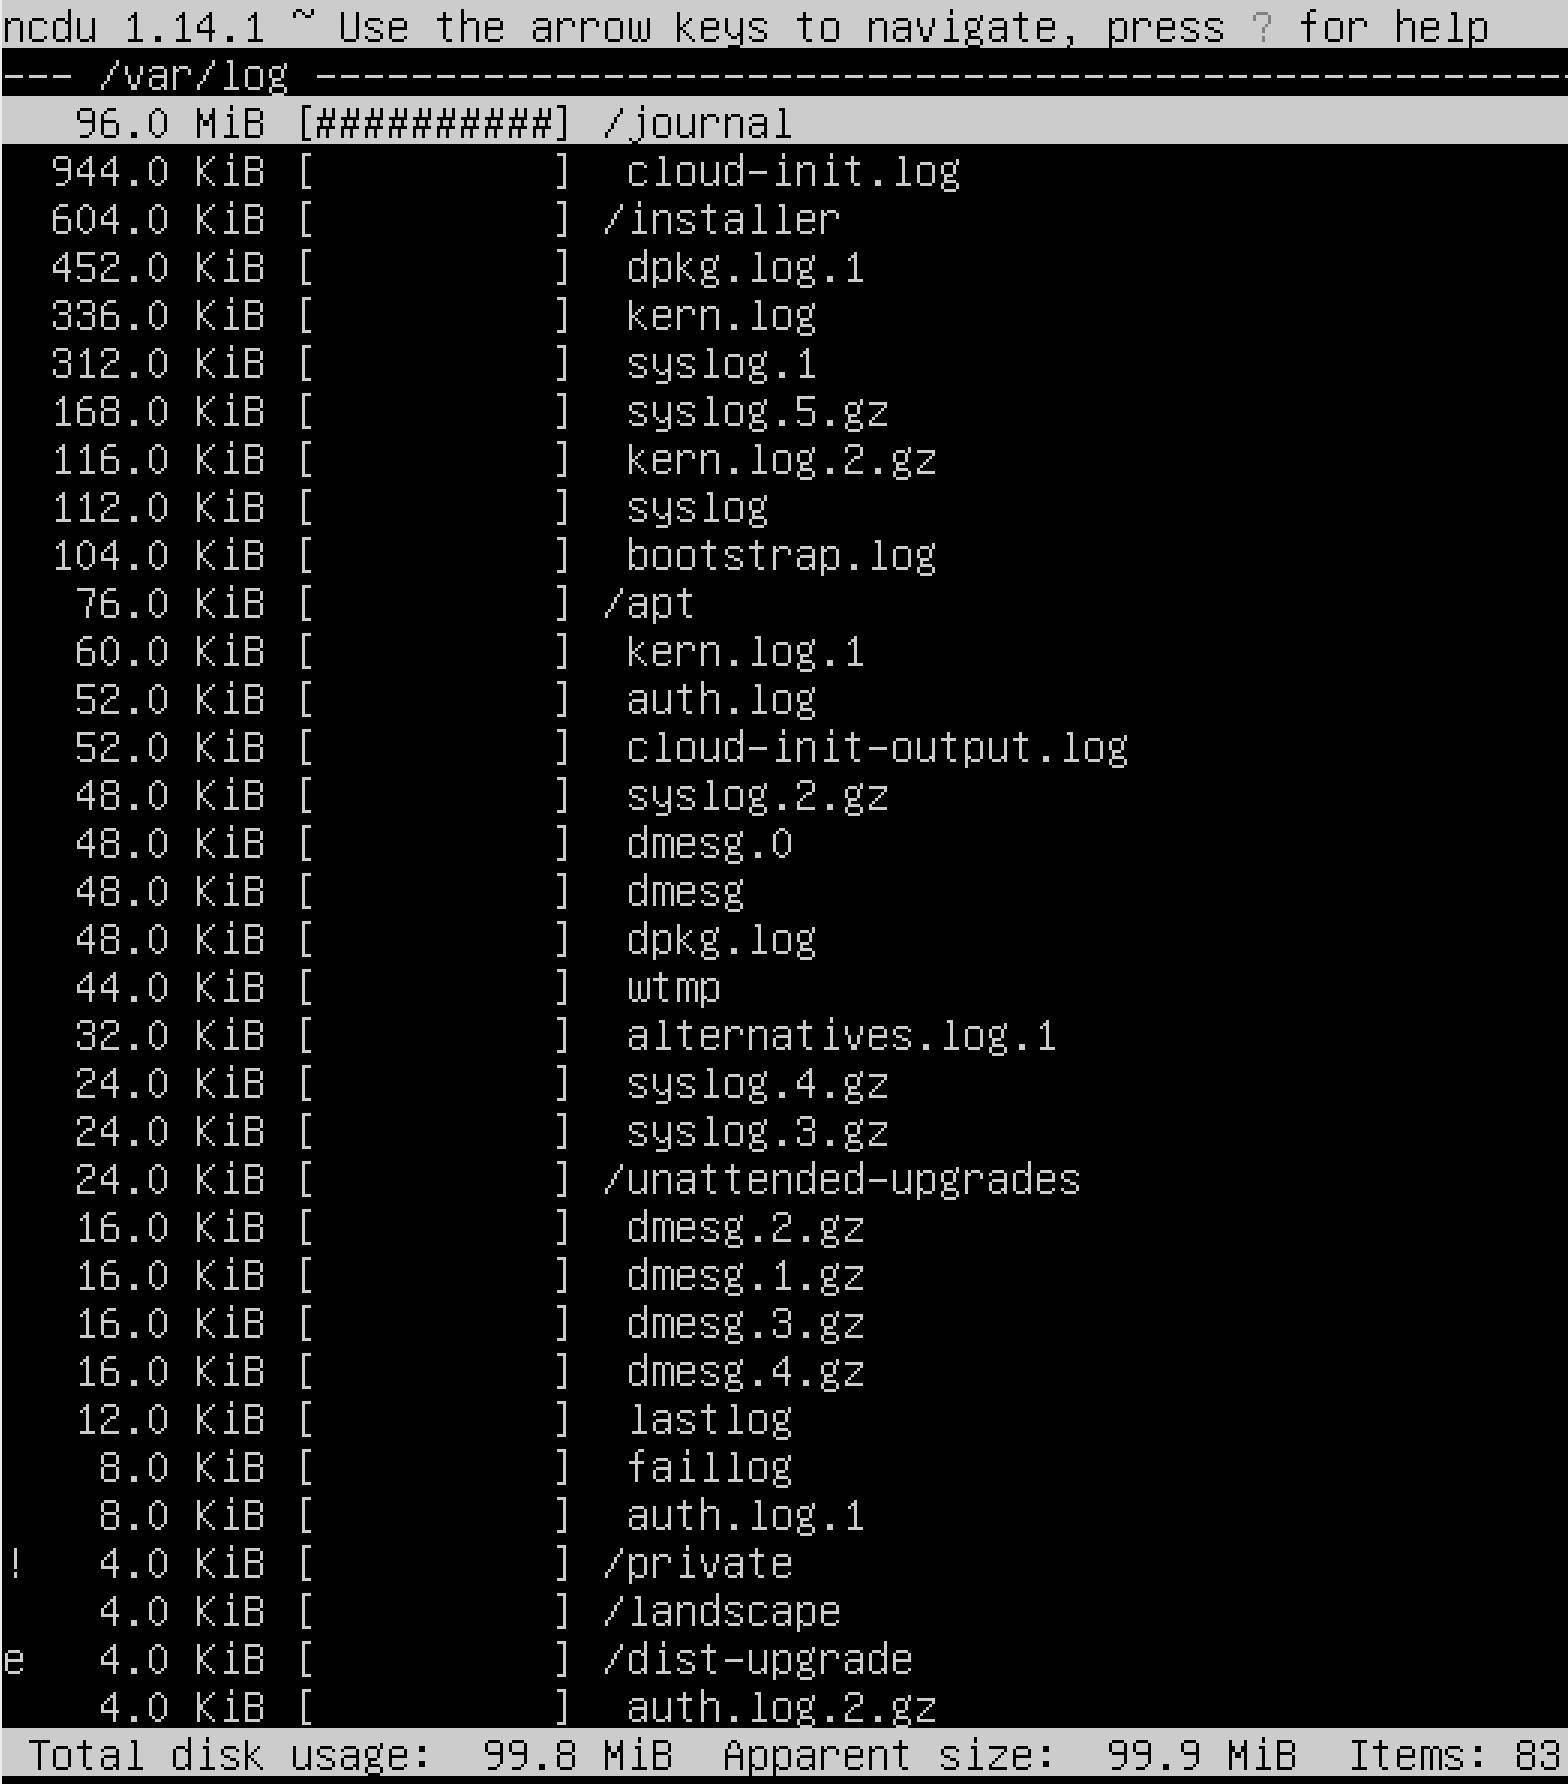 ncdu 1.14.1 ~ Use the arrow keys to navigate, press ? for help
--- /var/log -----------------------------------------------------
   96.0 MiB [##########] /journal
  944.0 KiB [          ]  cloud-init.log
  604.0 KiB [          ] /installer
  452.0 KiB [          ]  dpkg.log.1
  336.0 KiB [          ]  kern.log
  312.0 KiB [          ]  syslog.1
  168.0 KiB [          ]  syslog.5.gz
  116.0 KiB [          ]  kern.log.2.gz
  112.0 KiB [          ]  syslog
  104.0 KiB [          ]  bootstrap.log
   76.0 KiB [          ] /apt
   60.0 KiB [          ]  kern.log.1
   52.0 KiB [          ]  auth.log
   52.0 KiB [          ]  cloud-init-output.log
   48.0 KiB [          ]  syslog.2.gz
   48.0 KiB [          ]  dmesg.0
   48.0 KiB [          ]  dmesg
   48.0 KiB [          ]  dpkg.log
   44.0 KiB [          ]  wtmp
   32.0 KiB [          ]  alternatives.log.1
   24.0 KiB [          ]  syslog.4.gz
   24.0 KiB [          ]  syslog.3.gz
   24.0 KiB [          ] /unattended-upgrades
   16.0 KiB [          ]  dmesg.2.gz
   16.0 KiB [          ]  dmesg.1.gz
   16.0 KiB [          ]  dmesg.3.gz
   16.0 KiB [          ]  dmesg.4.gz
   12.0 KiB [          ]  lastlog
    8.0 KiB [          ]  faillog
    8.0 KiB [          ]  auth.log.1
!   4.0 KiB [          ] /private
    4.0 KiB [          ] /landscape
e   4.0 KiB [          ] /dist-upgrade
    4.0 KiB [          ]  auth.log.2.gz
 Total disk usage:  99.8 MiB  Apparent size:  99.9 MiB  Items: 83